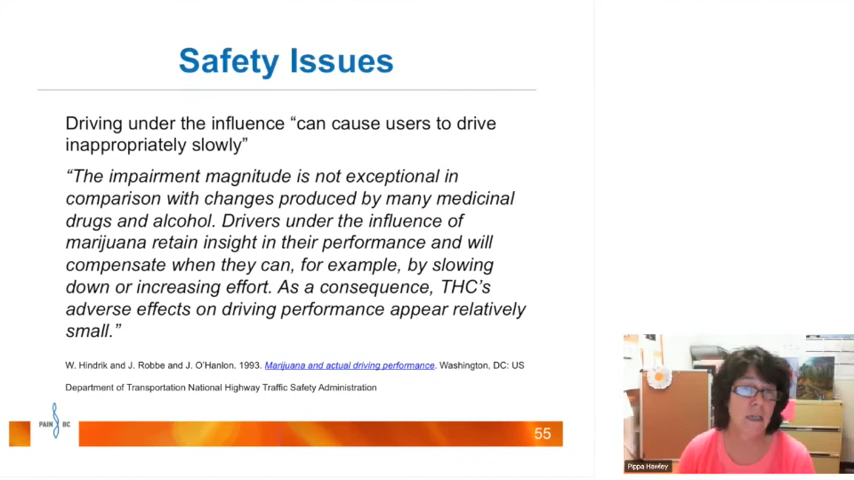 Safety Issues
Driving under the influence “can cause users to drive
inappropriately slowly”
“The impairment magnitude is not exceptional in
comparison with changes produced by many medicinal
drugs and alcohol. Drivers under the influence of
marijuana retain insight in their performance and will
compensate when they can, for example, by slowing
down or increasing effort. As a consequence, THC’s
adverse effects on driving performance appear relatively
small.”
W. Hindrik and J. Robbe and J. O’Hanlon. 1993. Marijuana and actual driving performance. Washington, DC: US
Department of Transportation National Highway Traffic Safety Administration
PAIN BC
55
Pippa Hawley